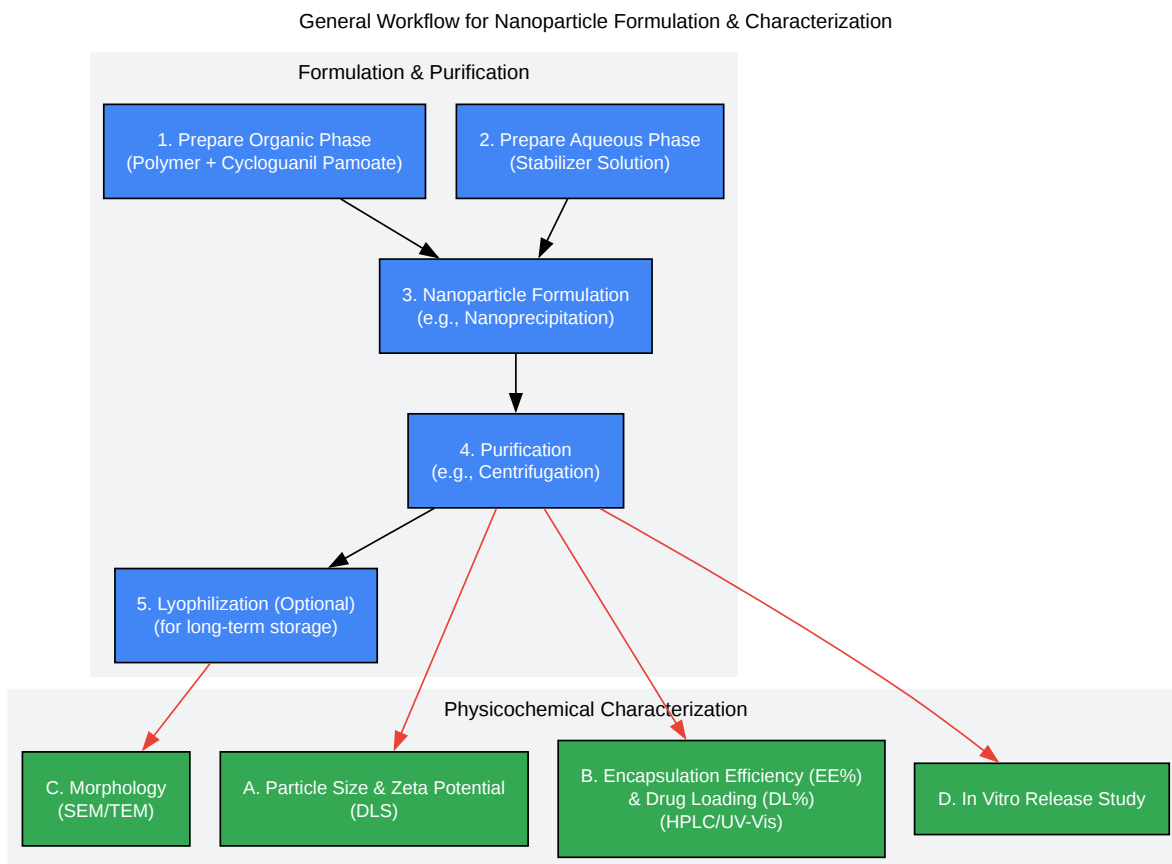 General Workflow for Nanoparticle Formulation & Characterization
Formulation & Purification
1. Prepare Organic Phase
(Polymer + Cycloguanil Pamoate)
2. Prepare Aqueous Phase
(Stabilizer Solution)
3. Nanoparticle Formulation
(e.g., Nanoprecipitation)
4. Purification
(e.g., Centrifugation)
5. Lyophilization (Optional)
(for long-term storage)
Physicochemical Characterization
C. Morphology
(SEM/TEM)
A. Particle Size & Zeta Potential
(DLS)
B. Encapsulation Efficiency (EE%)
& Drug Loading (DL%)
(HPLC/UV-Vis)
D. In Vitro Release Study